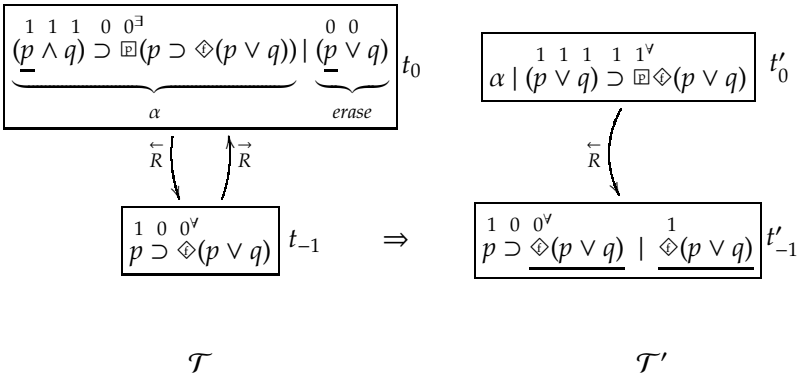 1 1 1 0 0∃ 0 0
(p ∧ q) ⊃ [P](p ⊃ ⟨f⟩(p ∨ q)) | (p ∨ q) t₀
α erase
1 1 1 1 1∀
α | (p ∨ q) ⊃ [P]⟨f⟩(p ∨ q) t′₀
←R →R ←R
1 0 0∀
p ⊃ ⟨f⟩(p ∨ q) t₋₁ ⇒
1 0 0∀ 1
p ⊃ ⟨f⟩(p ∨ q) | ⟨f⟩(p ∨ q) t′₋₁
𝒯 𝒯 ′